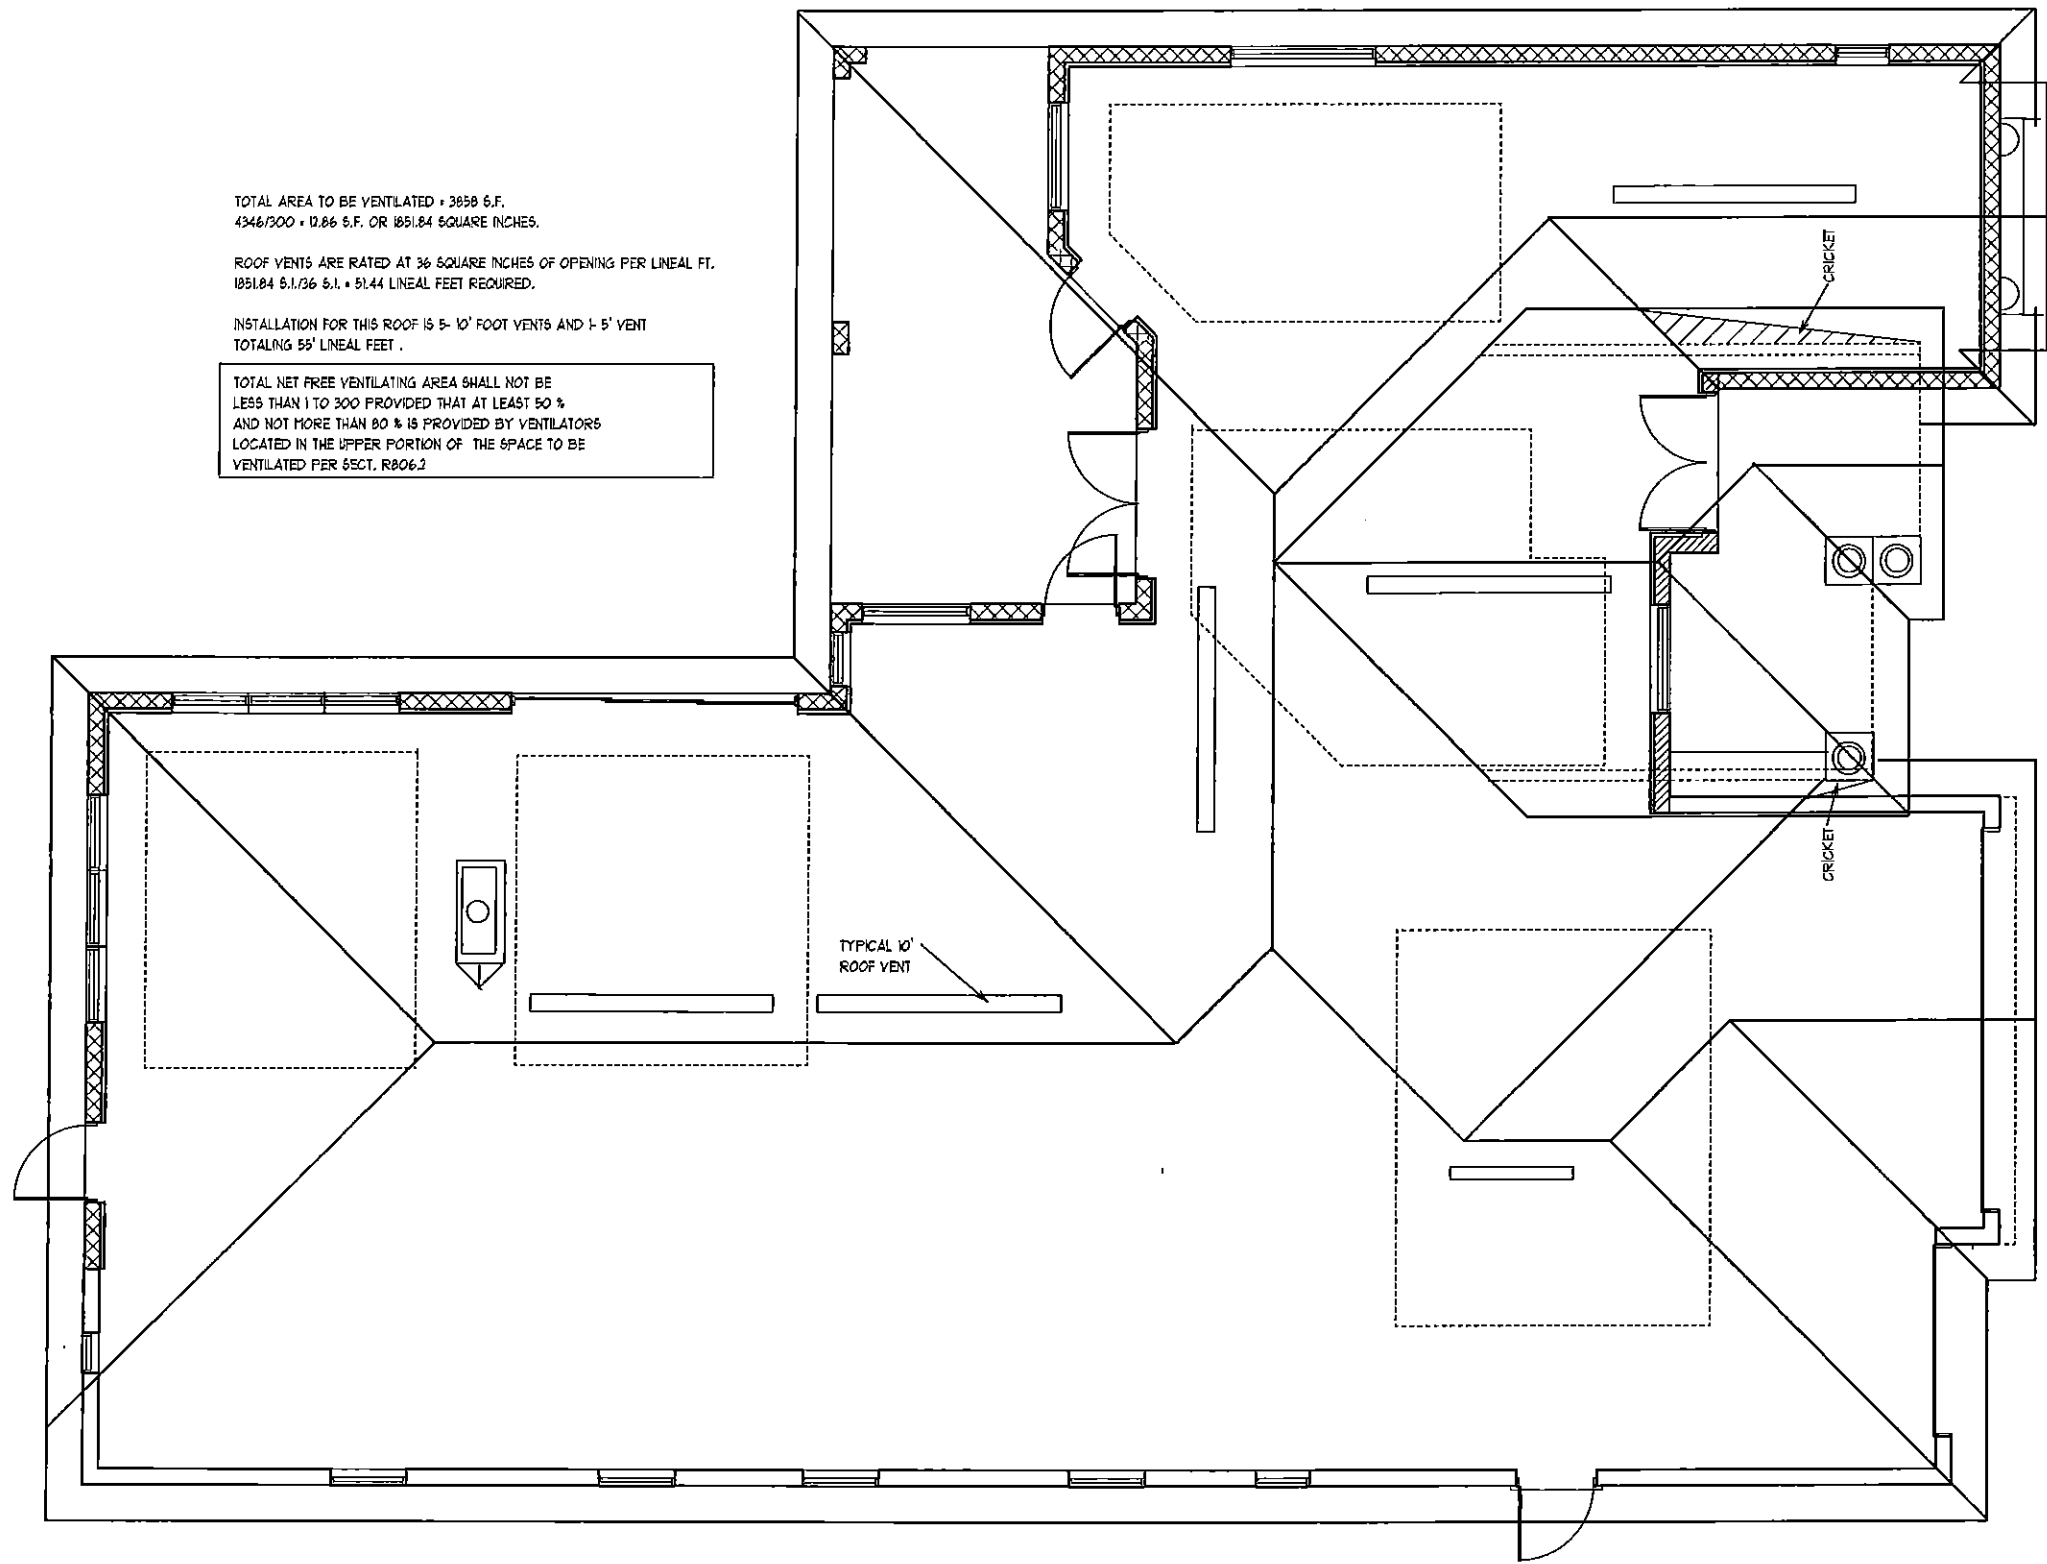 TOTAL AREA TO BE VENTILATED = 3858 S.F.
4346/300 = 12.86 S.F. OR 1851.84 SQUARE INCHES.
ROOF VENTS ARE RATED AT 36 SQUARE INCHES OF OPENING PER LINEAL FT.
1851.84 S.I./36 S.I. = 51.44 LINEAL FEET REQUIRED.
INSTALLATION FOR THIS ROOF IS 5- 10' FOOT VENTS AND 1- 5' VENT
TOTALING 55' LINEAL FEET .
TOTAL NET FREE VENTILATING AREA SHALL NOT BE
LESS THAN 1 TO 300 PROVIDED THAT AT LEAST 50 %
AND NOT MORE THAN 80 % IS PROVIDED BY VENTILATORS
LOCATED IN THE UPPER PORTION OF THE SPACE TO BE
VENTILATED PER SECT. R806.2
CRICKET
CRICKET
TYPICAL 10'
ROOF VENT